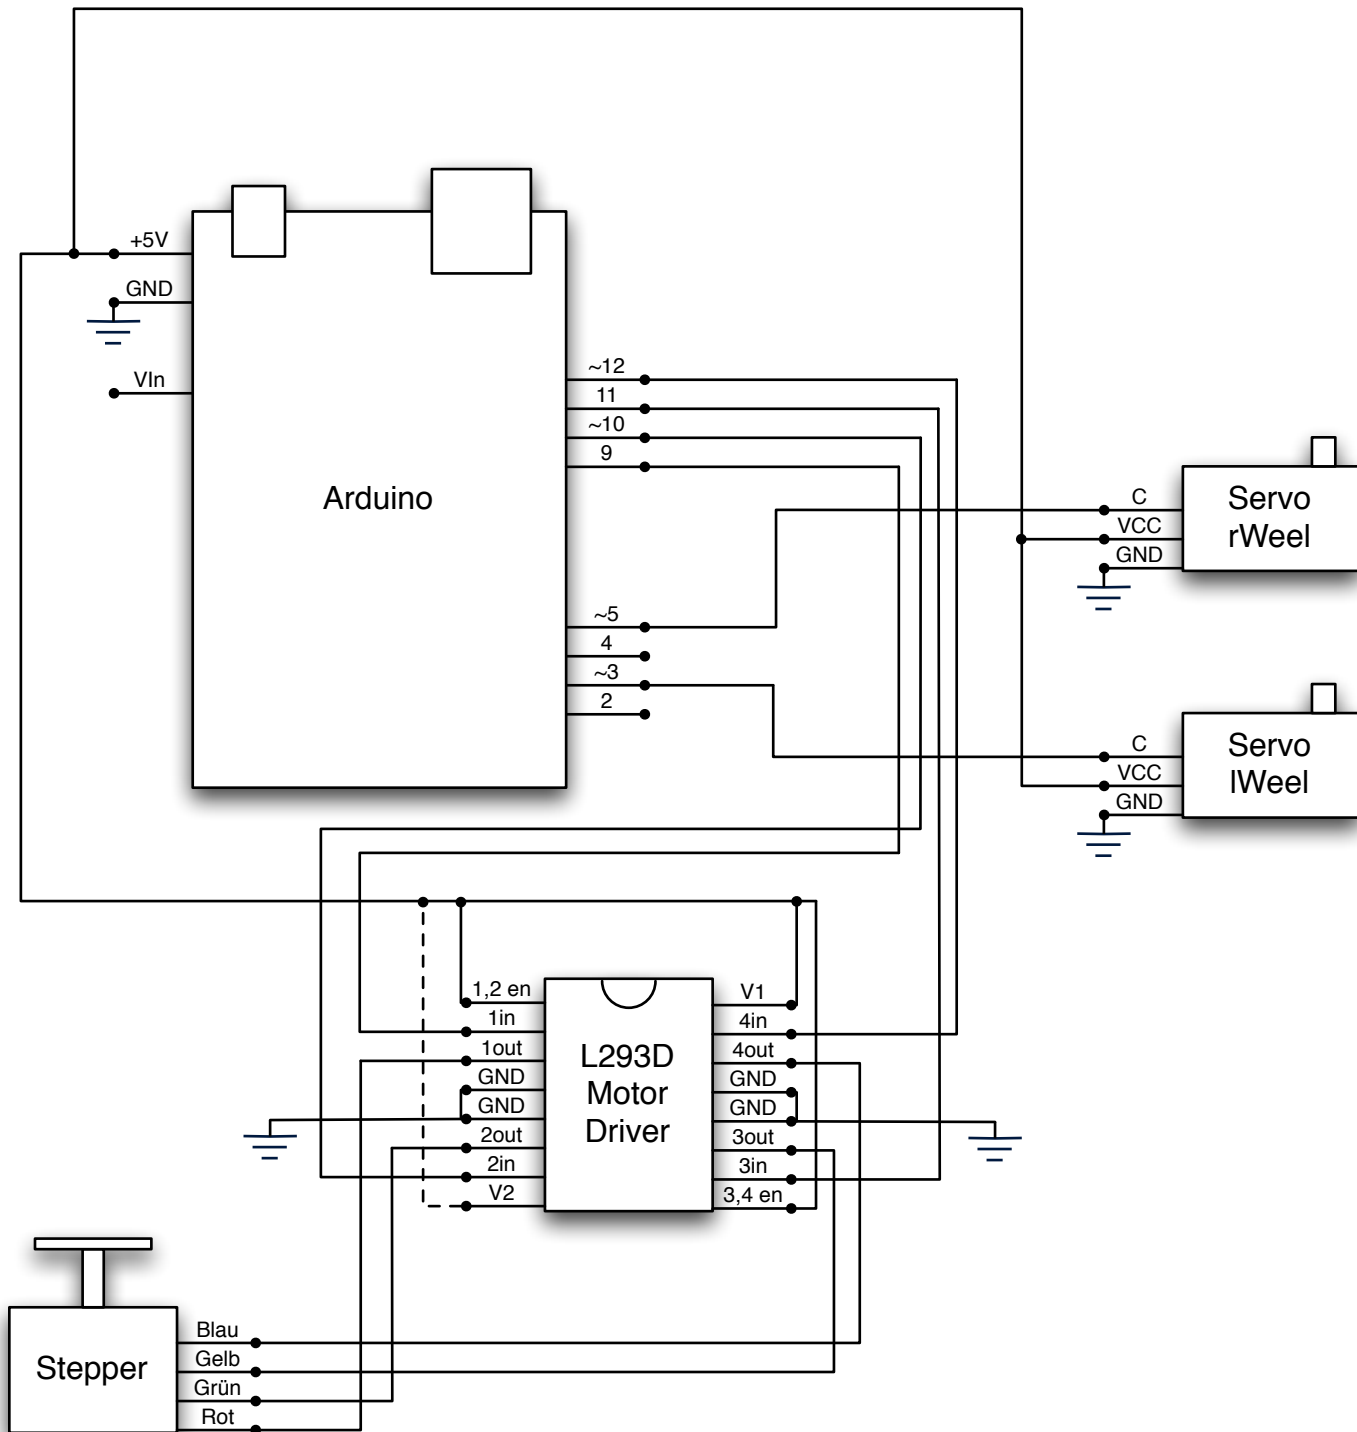 +5V
GND
VIn
Arduino
~12
11
~10
9
~5
4
~3
2
C
VCC
GND
Servo
rWeel
C
VCC
GND
Servo
lWeel
1,2 en
1in
1out
GND
GND
2out
2in
V2
L293D
Motor
Driver
V1
4in
4out
GND
GND
3out
3in
3,4 en
Stepper
Blau
Gelb
Grün
Rot